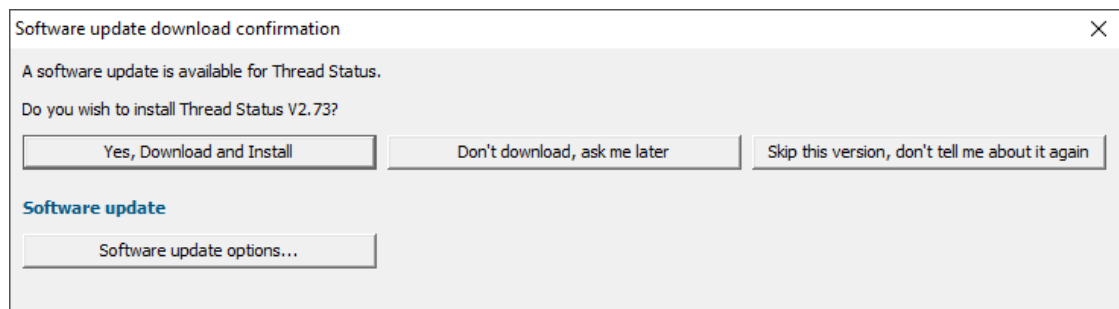 Software update download confirmation
A software update is available for Thread Status.
Do you wish to install Thread Status V2.73?
Yes, Download and Install
Don't download, ask me later
Skip this version, don't tell me about it again
Software update
Software update options...